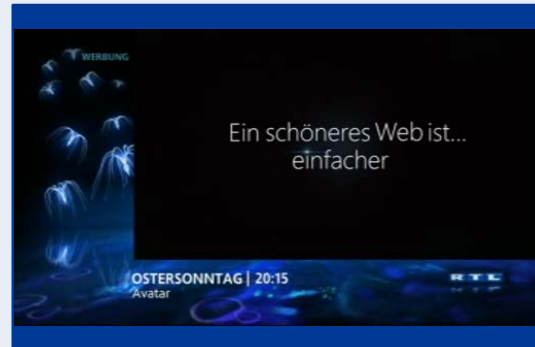 WERBUNG
Ein schöneres Web ist...
einfacher
OSTERSONNTAG | 20:15
Avatar
RTL